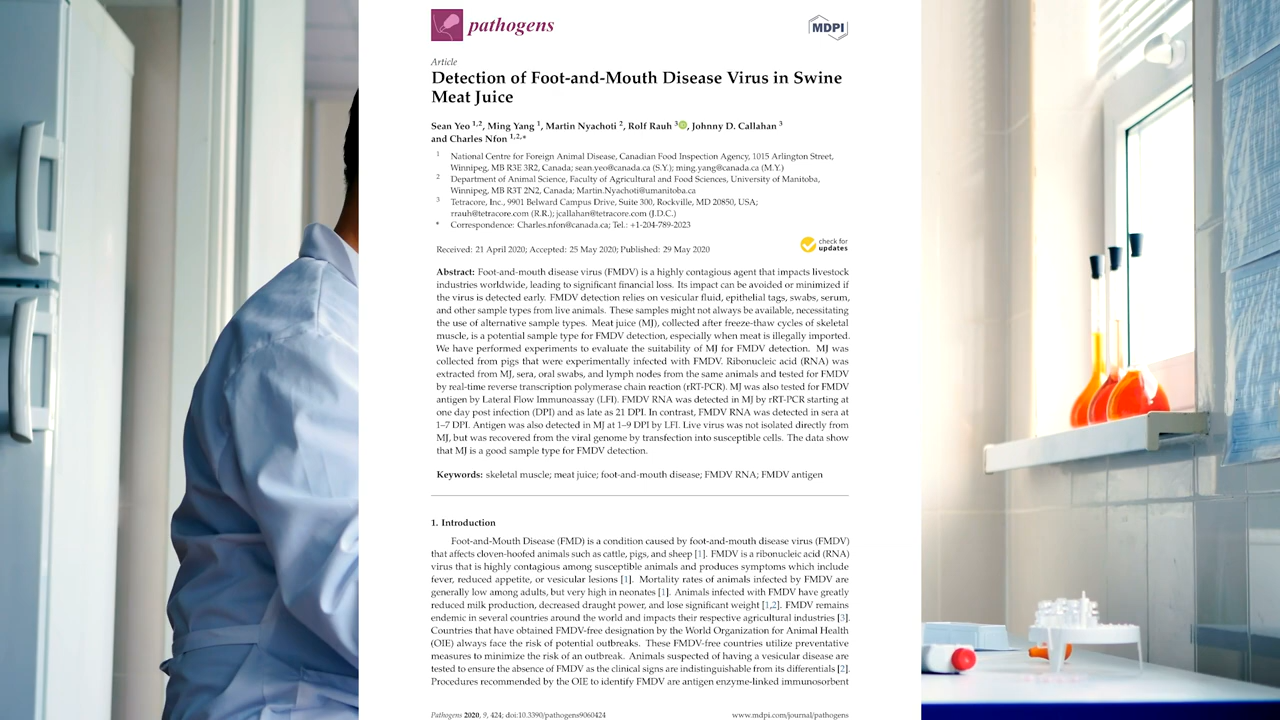 pathogens
MDPI
Article
Detection of Foot-and-Mouth Disease Virus in Swine
Meat Juice
Sean Yeo 1,2, Ming Yang 1, Martin Nyachoti 2, Rolf Rauh 3, Johnny D. Callahan 3
and Charles Nfon 1,2,*
1 National Centre for Foreign Animal Disease, Canadian Food Inspection Agency, 1015 Arlington Street,
Winnipeg, MB R3E 3R2, Canada; sean.yeo@canada.ca (S.Y.); ming.yang@canada.ca (M.Y.)
2 Department of Animal Science, Faculty of Agricultural and Food Sciences, University of Manitoba,
Winnipeg, MB R3T 2N2, Canada; Martin.Nyachoti@umanitoba.ca
3 Tetracore, Inc., 9901 Belward Campus Drive, Suite 300, Rockville, MD 20850, USA;
rrauh@tetracore.com (R.R.); jcallahan@tetracore.com (J.D.C.)
* Correspondence: Charles.nfon@canada.ca; Tel.: +1-204-789-2023
Received: 21 April 2020; Accepted: 25 May 2020; Published: 29 May 2020
check for
updates
Abstract: Foot-and-mouth disease virus (FMDV) is a highly contagious agent that impacts livestock
industries worldwide, leading to significant financial loss. Its impact can be avoided or minimized if
the virus is detected early. FMDV detection relies on vesicular fluid, epithelial tags, swabs, serum,
and other sample types from live animals. These samples might not always be available, necessitating
the use of alternative sample types. Meat juice (MJ), collected after freeze-thaw cycles of skeletal
muscle, is a potential sample type for FMDV detection, especially when meat is illegally imported.
We have performed experiments to evaluate the suitability of MJ for FMDV detection. MJ was
collected from pigs that were experimentally infected with FMDV. Ribonucleic acid (RNA) was
extracted from MJ, sera, oral swabs, and lymph nodes from the same animals and tested for FMDV
by real-time reverse transcription polymerase chain reaction (rRT-PCR). MJ was also tested for FMDV
antigen by Lateral Flow Immunoassay (LFI). FMDV RNA was detected in MJ by rRT-PCR starting at
one day post infection (DPI) and as late as 21 DPI. In contrast, FMDV RNA was detected in sera at
1–7 DPI. Antigen was also detected in MJ at 1–9 DPI by LFI. Live virus was not isolated directly from
MJ, but was recovered from the viral genome by transfection into susceptible cells. The data show
that MJ is a good sample type for FMDV detection.
Keywords: skeletal muscle; meat juice; foot-and-mouth disease; FMDV RNA; FMDV antigen
1. Introduction
Foot-and-Mouth Disease (FMD) is a condition caused by foot-and-mouth disease virus (FMDV)
that affects cloven-hoofed animals such as cattle, pigs, and sheep [1]. FMDV is a ribonucleic acid (RNA)
virus that is highly contagious among susceptible animals and produces symptoms which include
fever, reduced appetite, or vesicular lesions [1]. Mortality rates of animals infected by FMDV are
generally low among adults, but very high in neonates [1]. Animals infected with FMDV have greatly
reduced milk production, decreased draught power, and lose significant weight [1,2]. FMDV remains
endemic in several countries around the world and impacts their respective agricultural industries [3].
Countries that have obtained FMDV-free designation by the World Organization for Animal Health
(OIE) always face the risk of potential outbreaks. These FMDV-free countries utilize preventative
measures to minimize the risk of an outbreak. Animals suspected of having a vesicular disease are
tested to ensure the absence of FMDV as the clinical signs are indistinguishable from its differentials [2].
Procedures recommended by the OIE to identify FMDV are antigen enzyme-linked immunosorbent
Pathogens 2020, 9, 424; doi:10.3390/pathogens9060424
www.mdpi.com/journal/pathogens